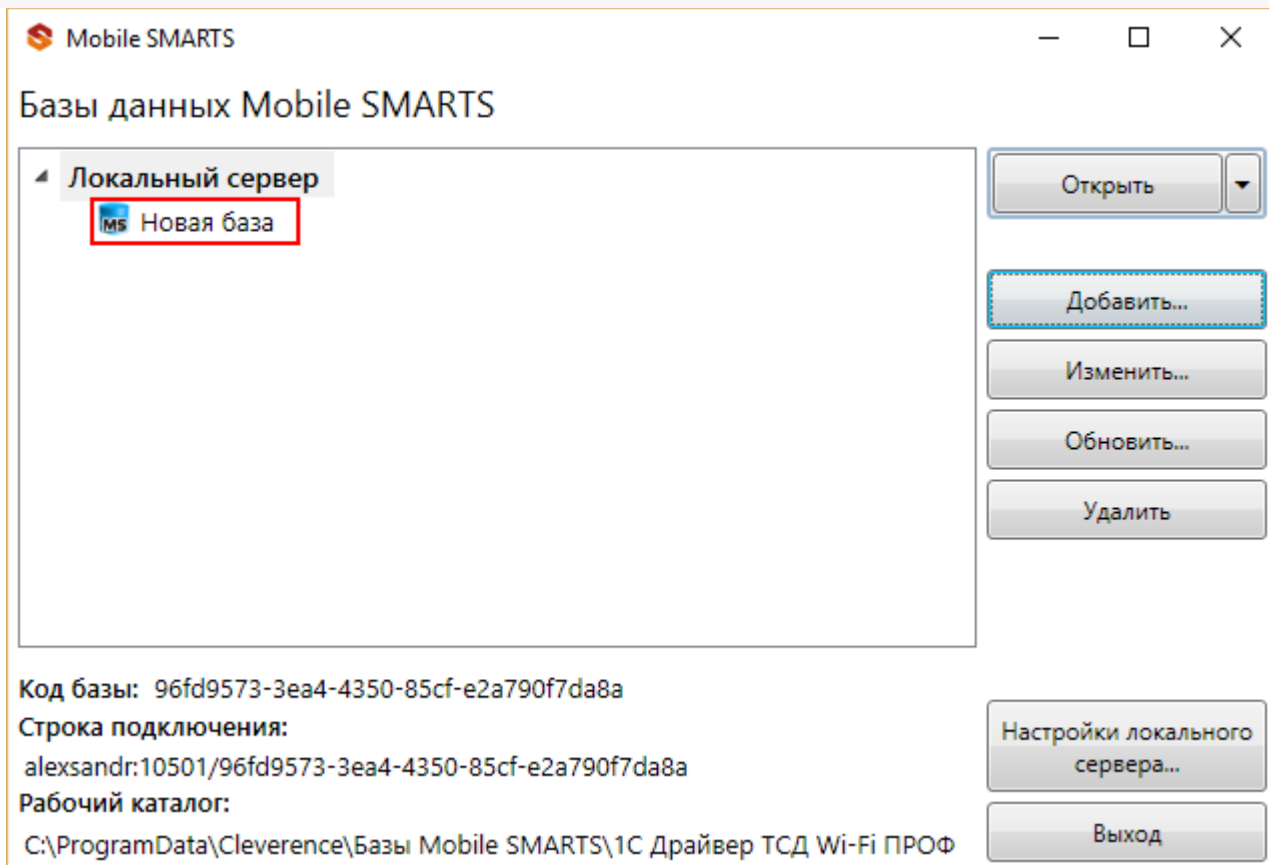 Mobile SMARTS
Базы данных Mobile SMARTS
Локальный сервер
MS Новая база
Открыть
Добавить...
Изменить...
Обновить...
Удалить
Код базы: 96fd9573-3ea4-4350-85cf-e2a790f7da8a
Строка подключения:
alexsandr:10501/96fd9573-3ea4-4350-85cf-e2a790f7da8a
Рабочий каталог:
C:\ProgramData\Cleverence\Базы Mobile SMARTS\1С Драйвер ТСД Wi-Fi ПРОФ
Настройки локального
сервера...
Выход